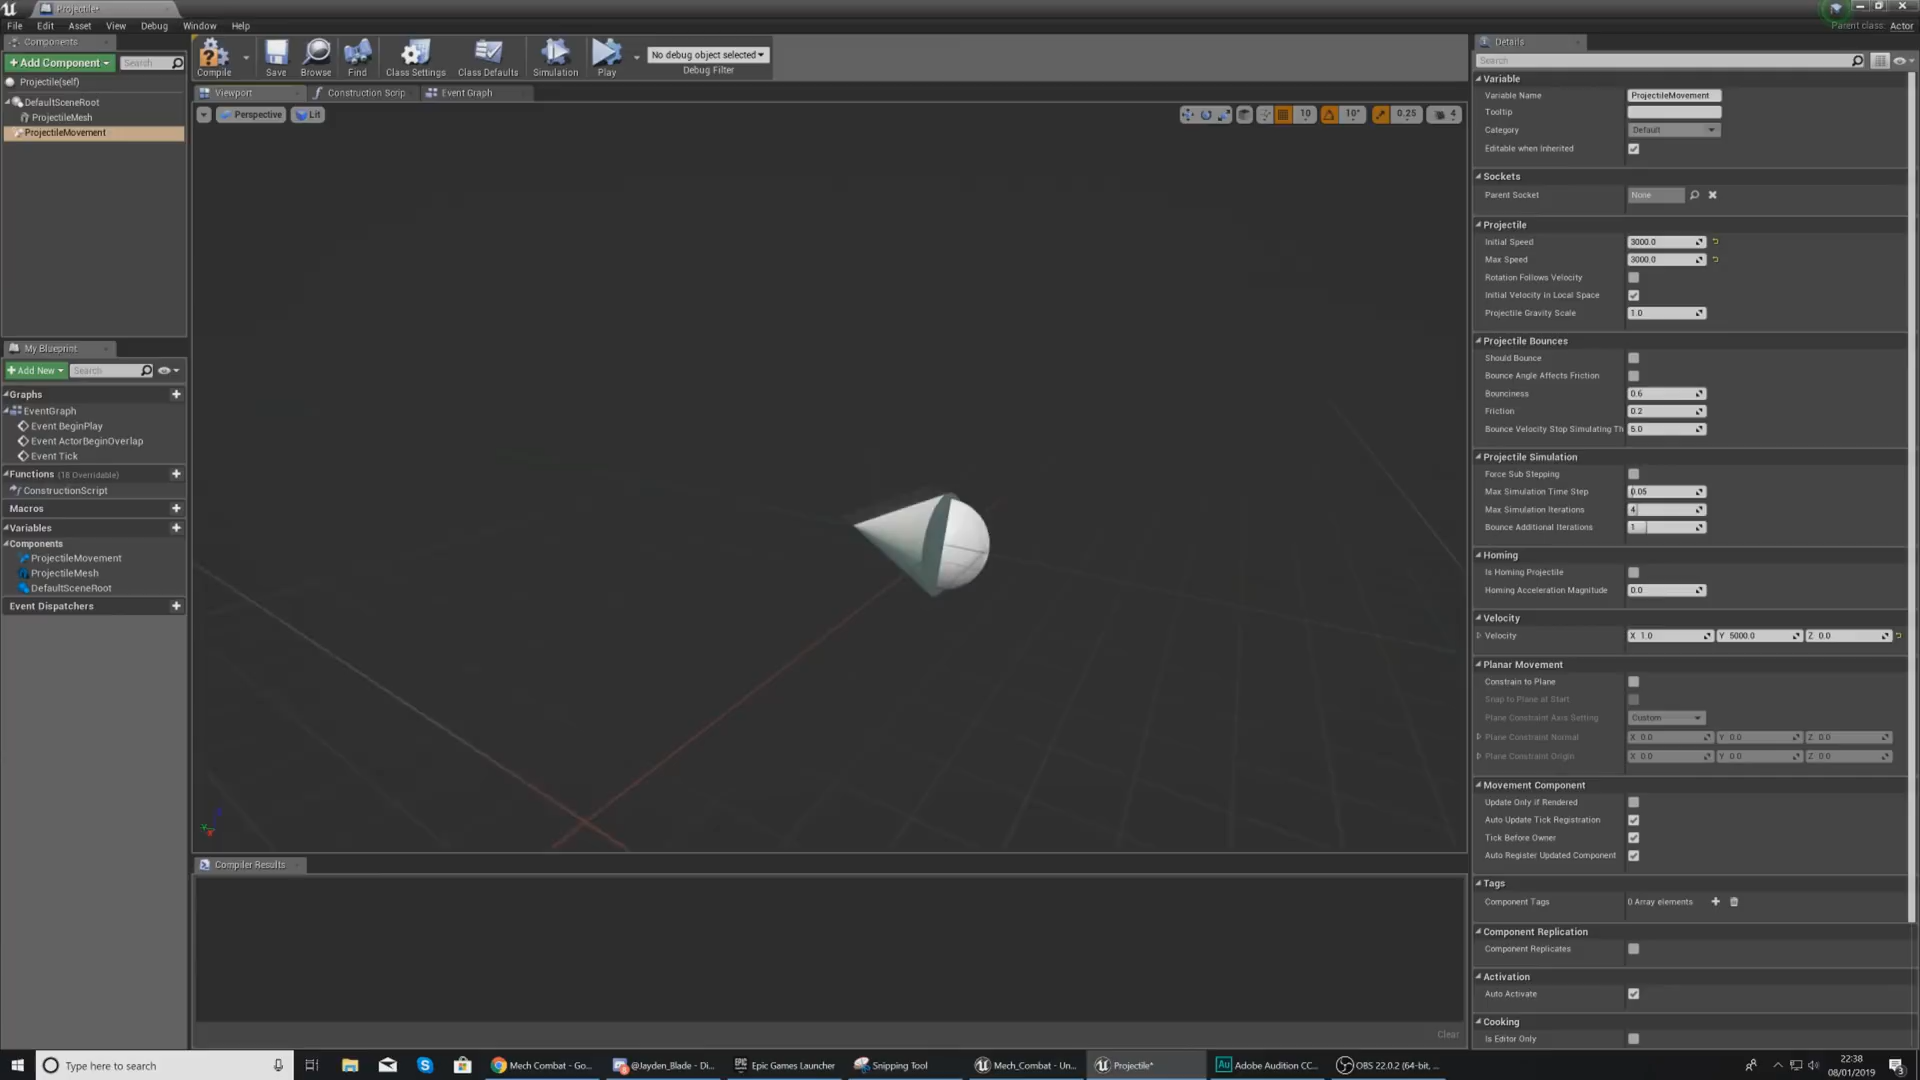 Projectile*
File Edit Asset View Debug Window Help
Parent class: Actor
Components
+Add Component Search
Projectile(self)
DefaultSceneRoot
ProjectileMesh
ProjectileMovement
Compile Save Browse Find Class Settings Class Defaults Simulation Play
No debug object selected
Debug Filter
Viewport Construction Scrip Event Graph
Perspective Lit
10 10° 0.25 4
My Blueprint
+Add New Search
Graphs
EventGraph
Event BeginPlay
Event ActorBeginOverlap
Event Tick
Functions (18 Overridable)
ConstructionScript
Macros
Variables
Components
ProjectileMovement
ProjectileMesh
DefaultSceneRoot
Event Dispatchers
Compiler Results
Clear
Details
Search
Variable
Variable Name ProjectileMovement
Tooltip
Category Default
Editable when Inherited
Sockets
Parent Socket None
Projectile
Initial Speed 3000.0
Max Speed 3000.0
Rotation Follows Velocity
Initial Velocity in Local Space
Projectile Gravity Scale 1.0
Projectile Bounces
Should Bounce
Bounce Angle Affects Friction
Bounciness 0.6
Friction 0.2
Bounce Velocity Stop Simulating Th 5.0
Projectile Simulation
Force Sub Stepping
Max Simulation Time Step 0.05
Max Simulation Iterations 4
Bounce Additional Iterations 1
Homing
Is Homing Projectile
Homing Acceleration Magnitude 0.0
Velocity
Velocity X 1.0 Y 5000.0 Z 0.0
Planar Movement
Constrain to Plane
Snap to Plane at Start
Plane Constraint Axis Setting Custom
Plane Constraint Normal X 0.0 Y 0.0 Z 0.0
Plane Constraint Origin X 0.0 Y 0.0 Z 0.0
Movement Component
Update Only if Rendered
Auto Update Tick Registration
Tick Before Owner
Auto Register Updated Component
Tags
Component Tags 0 Array elements
Component Replication
Component Replicates
Activation
Auto Activate
Cooking
Is Editor Only
Type here to search
Mech Combat - Go...
@Jayden_Blade - Di...
Epic Games Launcher
Snipping Tool
Mech_Combat - Un...
Projectile*
Adobe Audition CC...
OBS 22.0.2 (64-bit, ...
22:38
08/01/2019